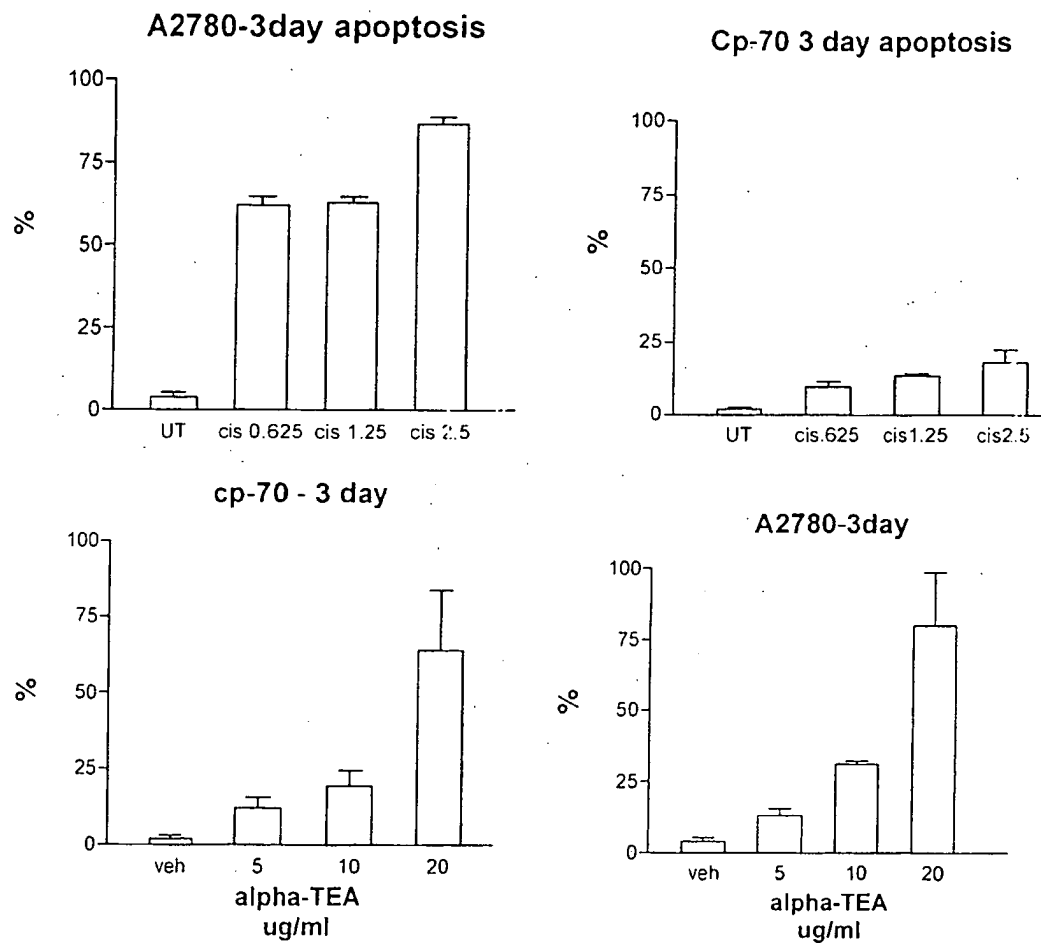 A2780-3day apoptosis
100
75
50
25
0
%
UT cis 0.625 cis 1.25 cis 2.5
Cp-70 3 day apoptosis
100
75
50
25
0
%
UT cis.625 cis1.25 cis2.5
cp-70 - 3 day
100
75
50
25
0
%
veh 5 10 20
alpha-TEA
ug/ml
A2780-3day
100
75
50
25
0
%
veh 5 10 20
alpha-TEA
ug/ml